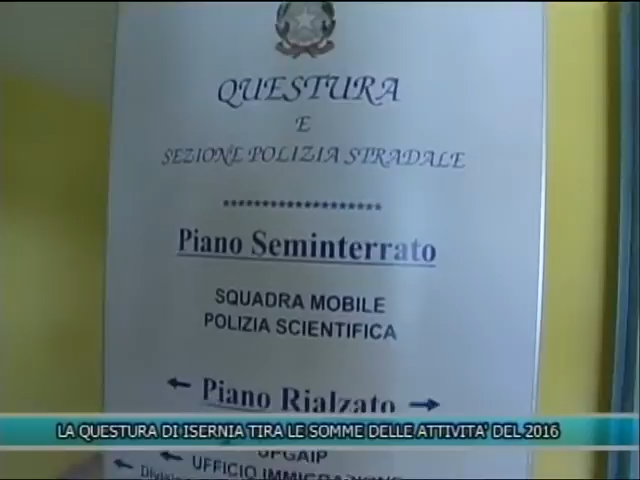 QUESTURA
E
SEZIONE POLIZIA STRADALE
*******************
Piano Seminterrato
SQUADRA MOBILE
POLIZIA SCIENTIFICA
← Piano Rialzato →
LA QUESTURA DI ISERNIA TIRA LE SOMME DELLE ATTIVITA' DEL 2016
UPGAIP
← UFFICIO IMMIGRAZIONE